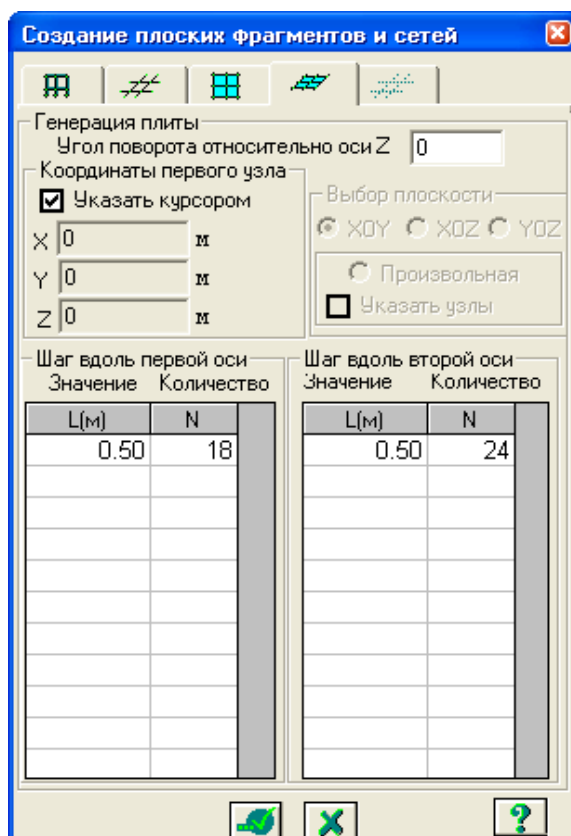 Создание плоских фрагментов и сетей
Генерация плиты
Угол поворота относительно оси Z 0
Координаты первого узла
Указать курсором
X 0 м
Y 0 м
Z 0 м
Выбор плоскости
XOY XOZ YOZ
Произвольная
Указать узлы
Шаг вдоль первой оси
Значение Количество
L(м) N
0.50 18
Шаг вдоль второй оси
Значение Количество
L(м) N
0.50 24
?